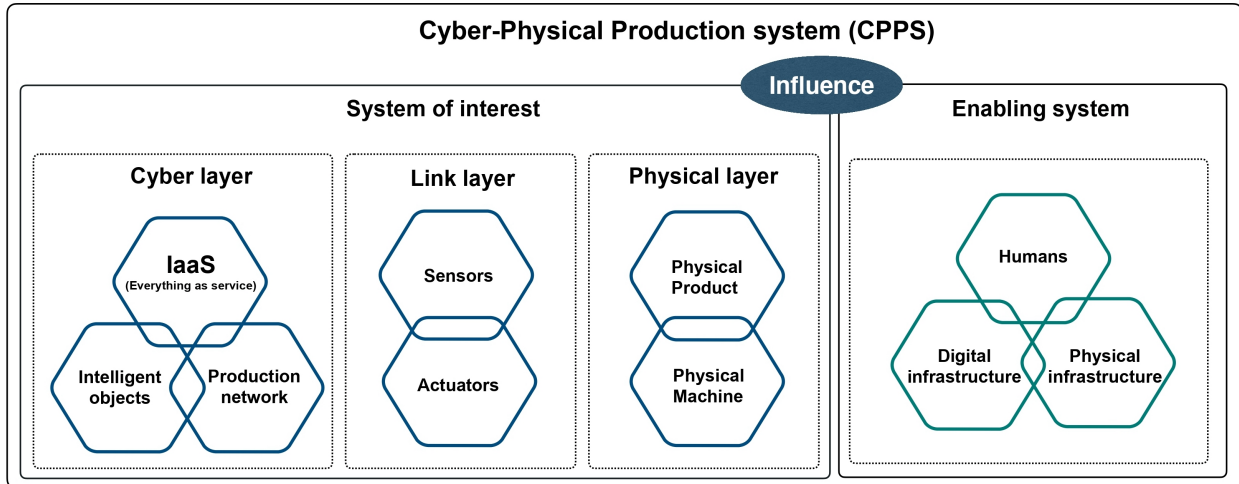 Cyber-Physical Production system (CPPS)
Influence
System of interest
Enabling system
Cyber layer
IaaS
(Everything as service)
Intelligent
objects
Production
network
Link layer
Sensors
Actuators
Physical layer
Physical
Product
Physical
Machine
Humans
Digital
infrastructure
Physical
infrastructure